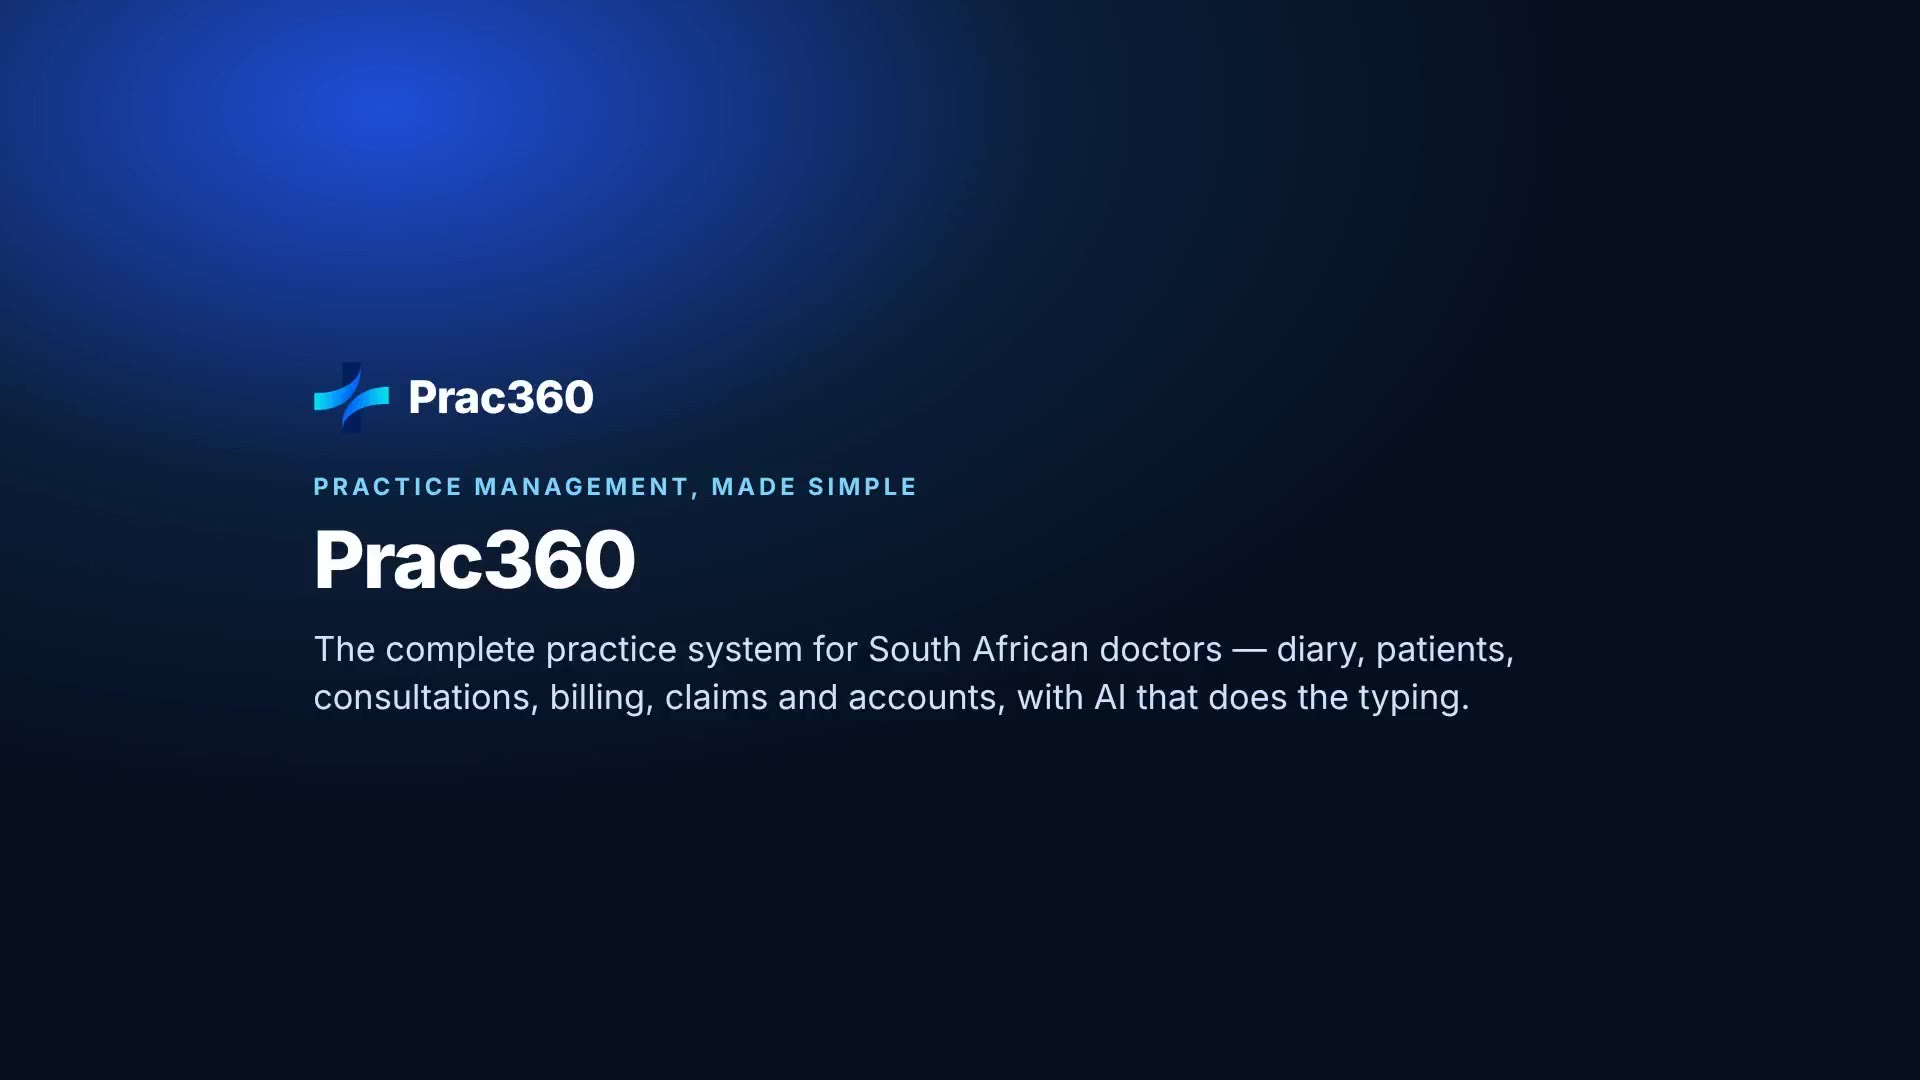 Prac360
PRACTICE MANAGEMENT, MADE SIMPLE
Prac360
The complete practice system for South African doctors — diary, patients,
consultations, billing, claims and accounts, with AI that does the typing.